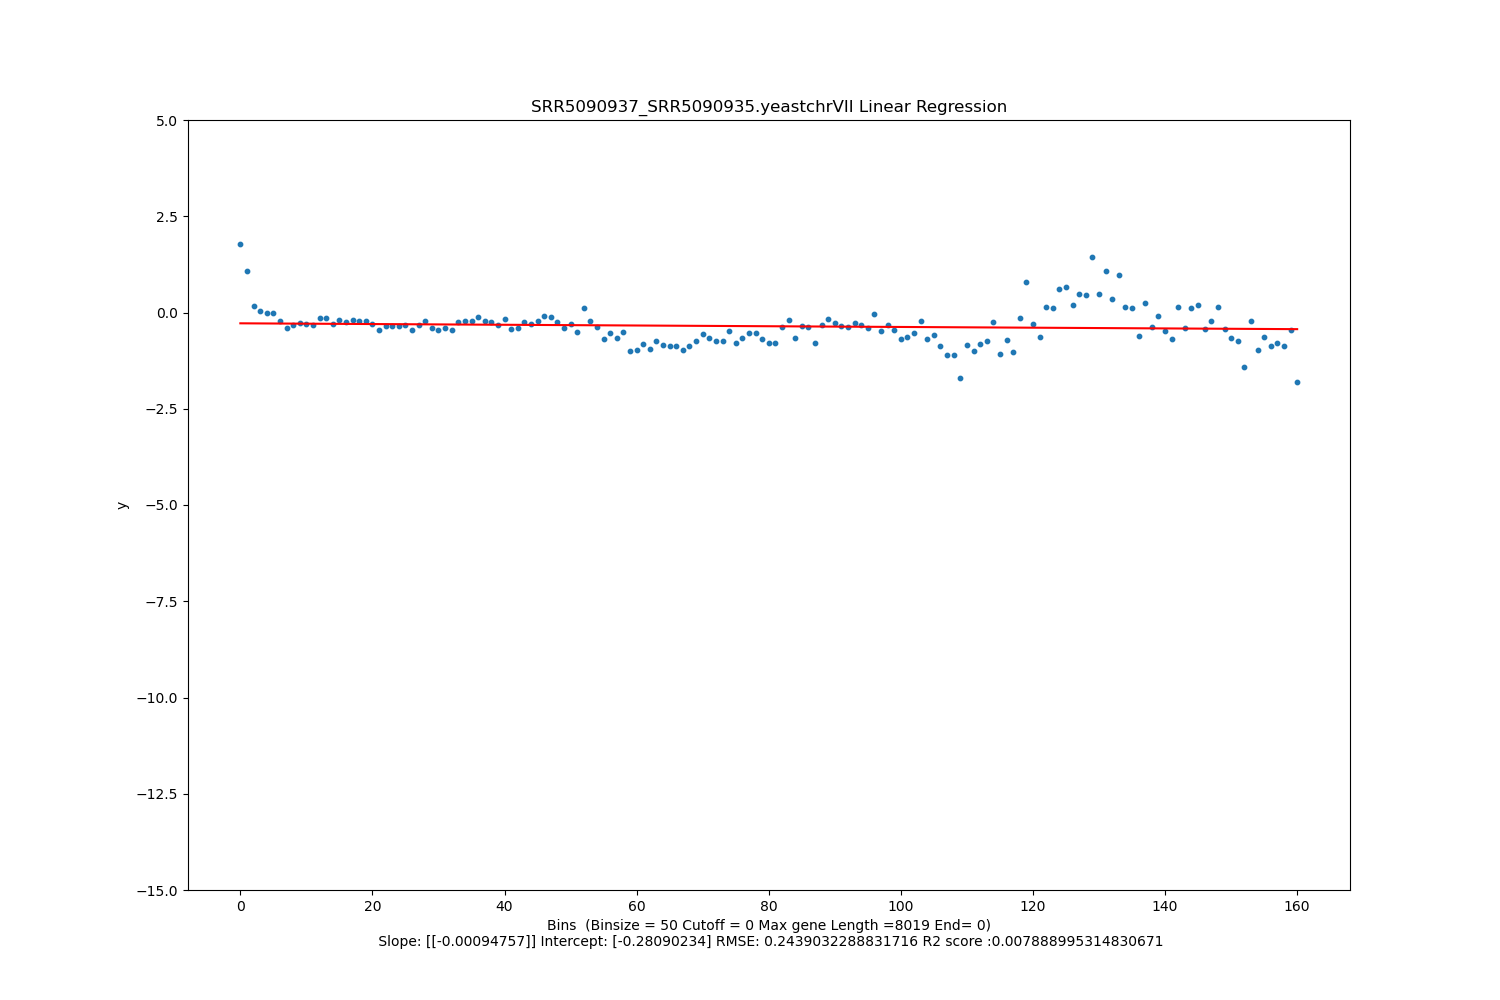 SRR5090937_SRR5090935.yeastchrVII Linear Regression
5.0
2.5
0.0
−2.5
−5.0
−7.5
−10.0
−12.5
−15.0
y
0 20 40 60 80 100 120 140 160
Bins  (Binsize = 50 Cutoff = 0 Max gene Length =8019 End= 0)
Slope: [[-0.00094757]] Intercept: [-0.28090234] RMSE: 0.2439032288831716 R2 score :0.007888995314830671